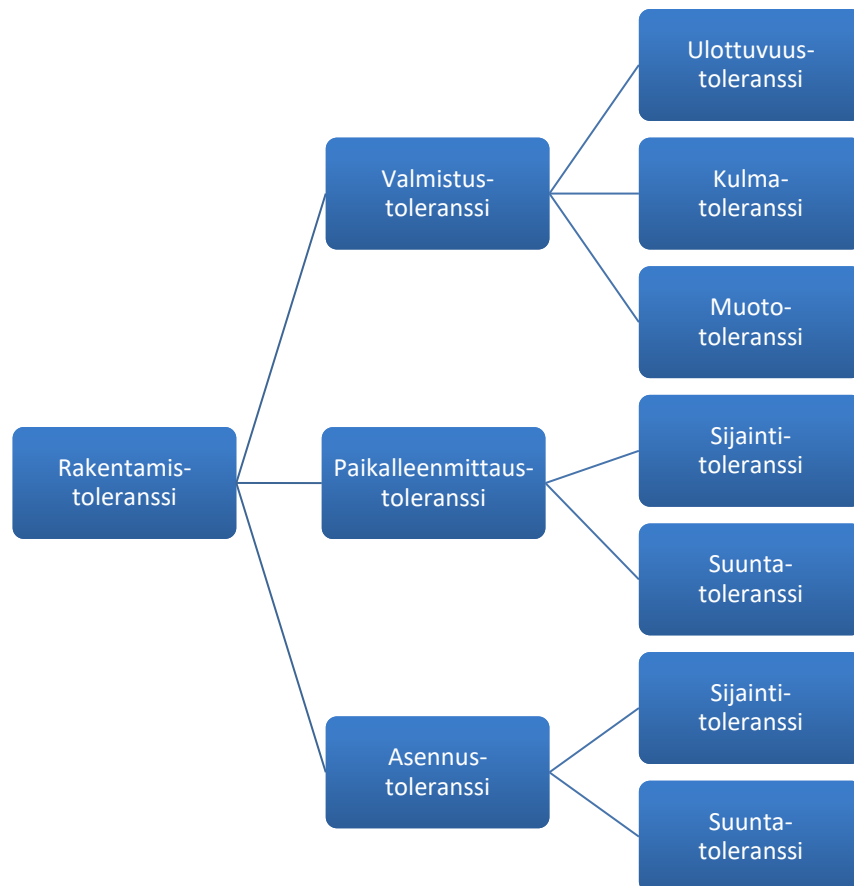 Ulottuvuus-
toleranssi
Valmistus-
toleranssi
Kulma-
toleranssi
Muoto-
toleranssi
Rakentamis-
toleranssi
Paikalleenmittaus-
toleranssi
Sijainti-
toleranssi
Suunta-
toleranssi
Asennus-
toleranssi
Sijainti-
toleranssi
Suunta-
toleranssi